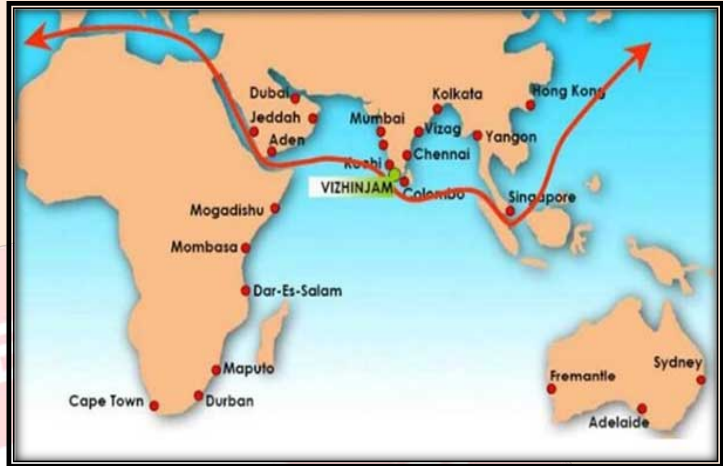 Dubai
Kolkata
Hong Kong
Jeddah
Mumbai
Vizag
Yangon
Aden
Chennai
Kochi
VIZHINJAM
Colombo
Singapore
Mogadishu
Mombasa
Dar-Es-Salam
Maputo
Cape Town
Durban
Fremantle
Sydney
Adelaide